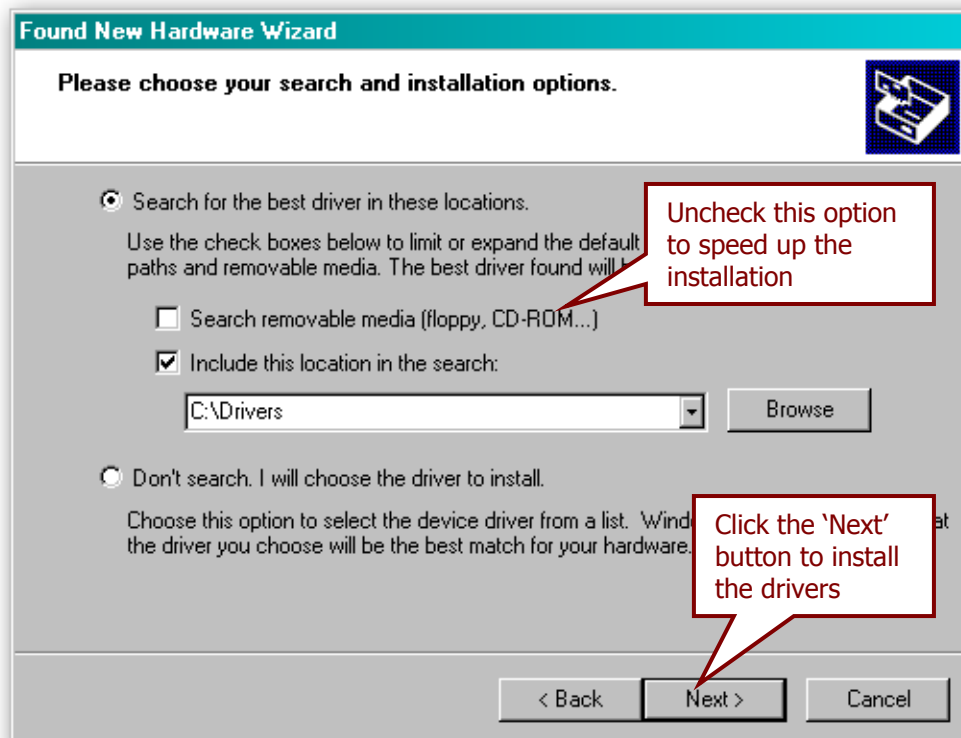 Found New Hardware Wizard
Please choose your search and installation options.
Search for the best driver in these locations.
Use the check boxes below to limit or expand the default
paths and removable media. The best driver found will
Uncheck this option
to speed up the
installation
Search removable media (floppy, CD-ROM...)
Include this location in the search:
C:\Drivers
Browse
Don't search. I will choose the driver to install.
Choose this option to select the device driver from a list. Wind
the driver you choose will be the best match for your hardware.
Click the ‘Next’
button to install
the drivers
< Back
Next >
Cancel